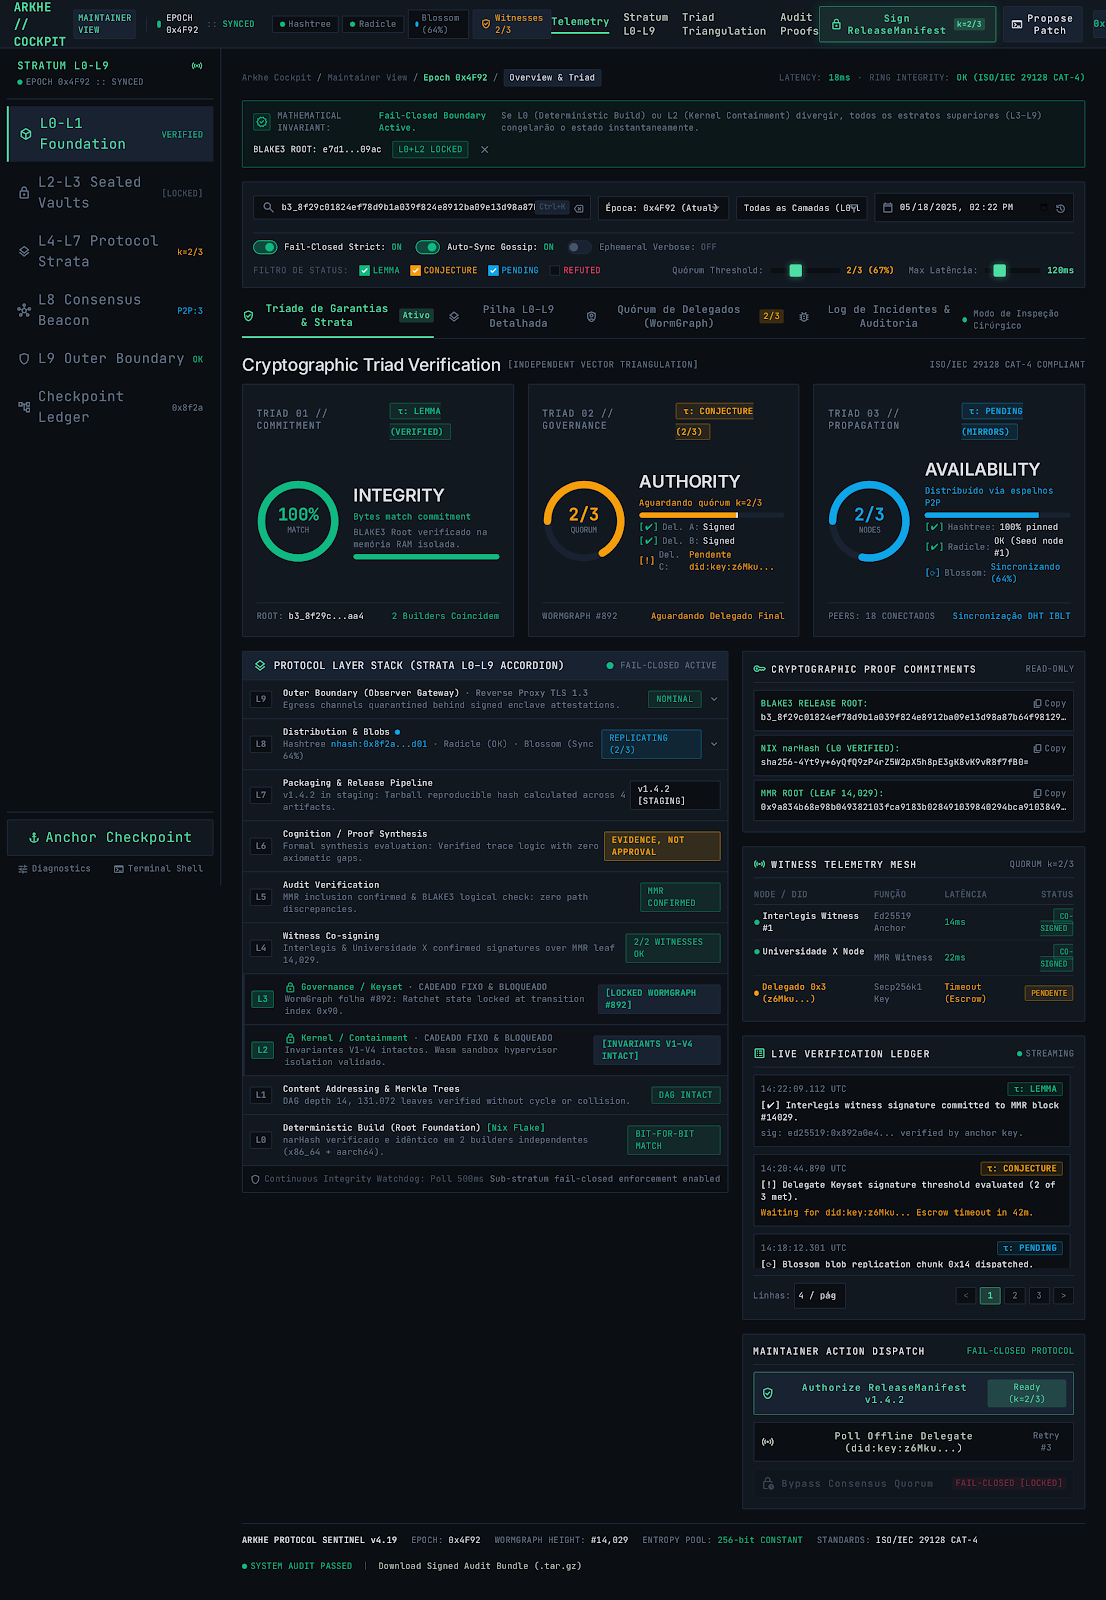 ARKHE // COCKPIT
MAINTAINER VIEW
EPOCH 0x4F92 :: SYNCED
Hashtree
Radicle
Blossom (64%)
Witnesses 2/3
Telemetry
Stratum L0-L9
Triad Triangulation
Audit Proofs
Sign ReleaseManifest k=2/3
Propose Patch
STRATUM L0-L9
EPOCH 0x4F92 :: SYNCED
L0-L1 Foundation VERIFIED
L2-L3 Sealed Vaults [LOCKED]
L4-L7 Protocol Strata k=2/3
L8 Consensus Beacon P2P:3
L9 Outer Boundary OK
Checkpoint Ledger 0x8f2a
Anchor Checkpoint
Diagnostics
Terminal Shell
Arkhe Cockpit / Maintainer View / Epoch 0x4F92 / Overview & Triad
LATENCY: 18ms · RING INTEGRITY: OK (ISO/IEC 29128 CAT-4)
MATHEMATICAL INVARIANT:
Fail-Closed Boundary Active.
Se L0 (Deterministic Build) ou L2 (Kernel Containment) divergir, todos os estratos superiores (L3-L9) congelarão o estado instantaneamente.
BLAKE3 ROOT: e7d1...09ac
L0+L2 LOCKED
b3_8f29c01824ef78d9b1a039f824e8912ba09e13d98a87
Ctrl+K
Época: 0x4F92 (Atual)
Todas as Camadas (L0-L
05/18/2025, 02:22 PM
Fail-Closed Strict: ON
Auto-Sync Gossip: ON
Ephemeral Verbose: OFF
FILTRO DE STATUS:
LEMMA
CONJECTURE
PENDING
REFUTED
Quórum Threshold: 2/3 (67%)
Max Latência: 120ms
Tríade de Garantias & Strata Ativo
Pilha L0-L9 Detalhada
Quórum de Delegados (WormGraph) 2/3
Log de Incidentes & Auditoria
Modo de Inspeção Cirúrgico
Cryptographic Triad Verification [INDEPENDENT VECTOR TRIANGULATION]
ISO/IEC 29128 CAT-4 COMPLIANT
TRIAD 01 // COMMITMENT
τ: LEMMA (VERIFIED)
100%
MATCH
INTEGRITY
Bytes match commitment
BLAKE3 Root verificado na memória RAM isolada.
ROOT: b3_8f29c...aa4
2 Builders Coincidem
TRIAD 02 // GOVERNANCE
τ: CONJECTURE (2/3)
2/3
QUORUM
AUTHORITY
Aguardando quórum k=2/3
[✔] Del. A: Signed
[✔] Del. B: Signed
[!] Del. C: Pendente did:key:z6Mku...
WORMGRAPH #892
Aguardando Delegado Final
TRIAD 03 // PROPAGATION
τ: PENDING (MIRRORS)
2/3
NODES
AVAILABILITY
Distribuído via espelhos P2P
[✔] Hashtree: 100% pinned
[✔] Radicle: OK (Seed node #1)
[⟳] Blossom: Sincronizando (64%)
PEERS: 18 CONECTADOS
Sincronização DHT IBLT
PROTOCOL LAYER STACK (STRATA L0-L9 ACCORDION)
FAIL-CLOSED ACTIVE
L9
Outer Boundary (Observer Gateway) · Reverse Proxy TLS 1.3
Egress channels quarantined behind signed enclave attestations.
NOMINAL
L8
Distribution & Blobs
Hashtree nhash:0x8f2a...d01 · Radicle (OK) · Blossom (Sync 64%)
REPLICATING (2/3)
L7
Packaging & Release Pipeline
v1.4.2 in staging: Tarball reproducible hash calculated across 4 artifacts.
v1.4.2 [STAGING]
L6
Cognition / Proof Synthesis
Formal synthesis evaluation: Verified trace logic with zero axiomatic gaps.
EVIDENCE, NOT APPROVAL
L5
Audit Verification
MMR inclusion confirmed & BLAKE3 logical check: zero path discrepancies.
MMR CONFIRMED
L4
Witness Co-signing
Interlegis & Universidade X confirmed signatures over MMR leaf 14,029.
2/2 WITNESSES OK
L3
Governance / Keyset · CADEADO FIXO & BLOQUEADO
WormGraph folha #892: Ratchet state locked at transition index 0x90.
[LOCKED WORMGRAPH #892]
L2
Kernel / Containment · CADEADO FIXO & BLOQUEADO
Invariantes V1-V4 intactos. Wasm sandbox hypervisor isolation validado.
[INVARIANTS V1-V4 INTACT]
L1
Content Addressing & Merkle Trees
DAG depth 14, 131.072 leaves verified without cycle or collision.
DAG INTACT
L0
Deterministic Build (Root Foundation) [Nix Flake]
narHash verificado e idêntico em 2 builders independentes (x86_64 + aarch64).
BIT-FOR-BIT MATCH
Continuous Integrity Watchdog: Poll 500ms
Sub-stratum fail-closed enforcement enabled
CRYPTOGRAPHIC PROOF COMMITMENTS
READ-ONLY
BLAKE3 RELEASE ROOT:
Copy
b3_8f29c01824ef78d9b1a039f824e8912ba09e13d98a87b64f98129…
NIX narHash (L0 VERIFIED):
Copy
sha256-4Yt9y+6yQfQ9zP4rZ5W2pX5h8pE3gK8vK9vR8f7fB0=
MMR ROOT (LEAF 14,029):
Copy
0x9a834b68e98b049382103fca9183b028491039840294bca9103849…
WITNESS TELEMETRY MESH
QUORUM k=2/3
NODE / DID FUNÇÃO LATÊNCIA STATUS
Interlegis Witness #1 Ed25519 Anchor 14ms CO-SIGNED
Universidade X Node MMR Witness 22ms CO-SIGNED
Delegado 0x3 (z6Mku...) Secp256k1 Key Timeout (Escrow) PENDENTE
LIVE VERIFICATION LEDGER
STREAMING
14:22:09.112 UTC
τ: LEMMA
[✔] Interlegis witness signature committed to MMR block #14029.
sig: ed25519:0x892a0e4... verified by anchor key.
14:20:44.890 UTC
τ: CONJECTURE
[!] Delegate Keyset signature threshold evaluated (2 of 3 met).
Waiting for did:key:z6Mku... Escrow timeout in 42m.
14:18:12.301 UTC
τ: PENDING
[⟳] Blossom blob replication chunk 0x14 dispatched.
Linhas: 4 / pág
< 1 2 3 >
MAINTAINER ACTION DISPATCH
FAIL-CLOSED PROTOCOL
Authorize ReleaseManifest v1.4.2
Ready (k=2/3)
Poll Offline Delegate (did:key:z6Mku...)
Retry #3
Bypass Consensus Quorum
FAIL-CLOSED [LOCKED]
ARKHE PROTOCOL SENTINEL v4.19 EPOCH: 0x4F92 WORMGRAPH HEIGHT: #14,029 ENTROPY POOL: 256-bit CONSTANT STANDARDS: ISO/IEC 29128 CAT-4
SYSTEM AUDIT PASSED | Download Signed Audit Bundle (.tar.gz)